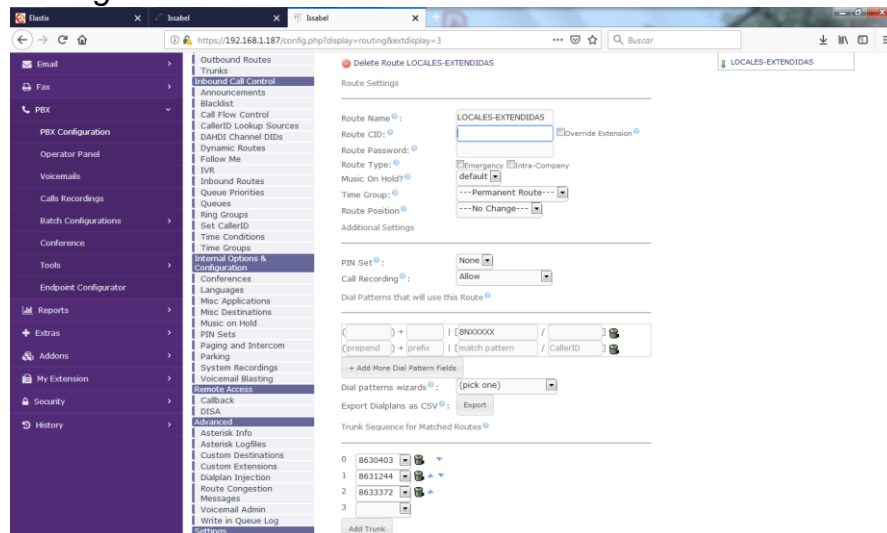 Elastix
Issabel
Issabel
https://192.168.1.187/config.php?display=routing&extdisplay=3
Buscar
Email
Fax
PBX
PBX Configuration
Operator Panel
Voicemails
Calls Recordings
Batch Configurations
Conference
Tools
Endpoint Configurator
Reports
Extras
Addons
My Extension
Security
History
Outbound Routes
Trunks
Inbound Call Control
Announcements
Blacklist
Call Flow Control
CallerID Lookup Sources
DAHDI Channel DIDs
Dynamic Routes
Follow Me
IVR
Inbound Routes
Queue Priorities
Queues
Ring Groups
Set CallerID
Time Conditions
Time Groups
Internal Options &
Configuration
Conferences
Languages
Misc Applications
Misc Destinations
Music on Hold
PIN Sets
Paging and Intercom
Parking
System Recordings
Voicemail Blasting
Remote Access
Callback
DISA
Advanced
Asterisk Info
Asterisk Logfiles
Custom Destinations
Custom Extensions
Dialplan Injection
Route Congestion
Messages
Voicemail Admin
Write in Queue Log
Settings
Delete Route LOCALES-EXTENDIDAS
Route Settings
Route Name : LOCALES-EXTENDIDAS
Route CID: Override Extension
Route Password:
Route Type: Emergency Intra-Company
Music On Hold? default
Time Group: ---Permanent Route---
Route Position ---No Change---
Additional Settings
PIN Set : None
Call Recording : Allow
Dial Patterns that will use this Route
( ) + | [ 8NXXXXX / ]
( prepend ) + prefix | [ match pattern / CallerID ]
+ Add More Dial Pattern Fields
Dial patterns wizards : (pick one)
Export Dialplans as CSV : Export
Trunk Sequence for Matched Routes
0 8630403
1 8631244
2 8633372
3
Add Trunk
LOCALES-EXTENDIDAS